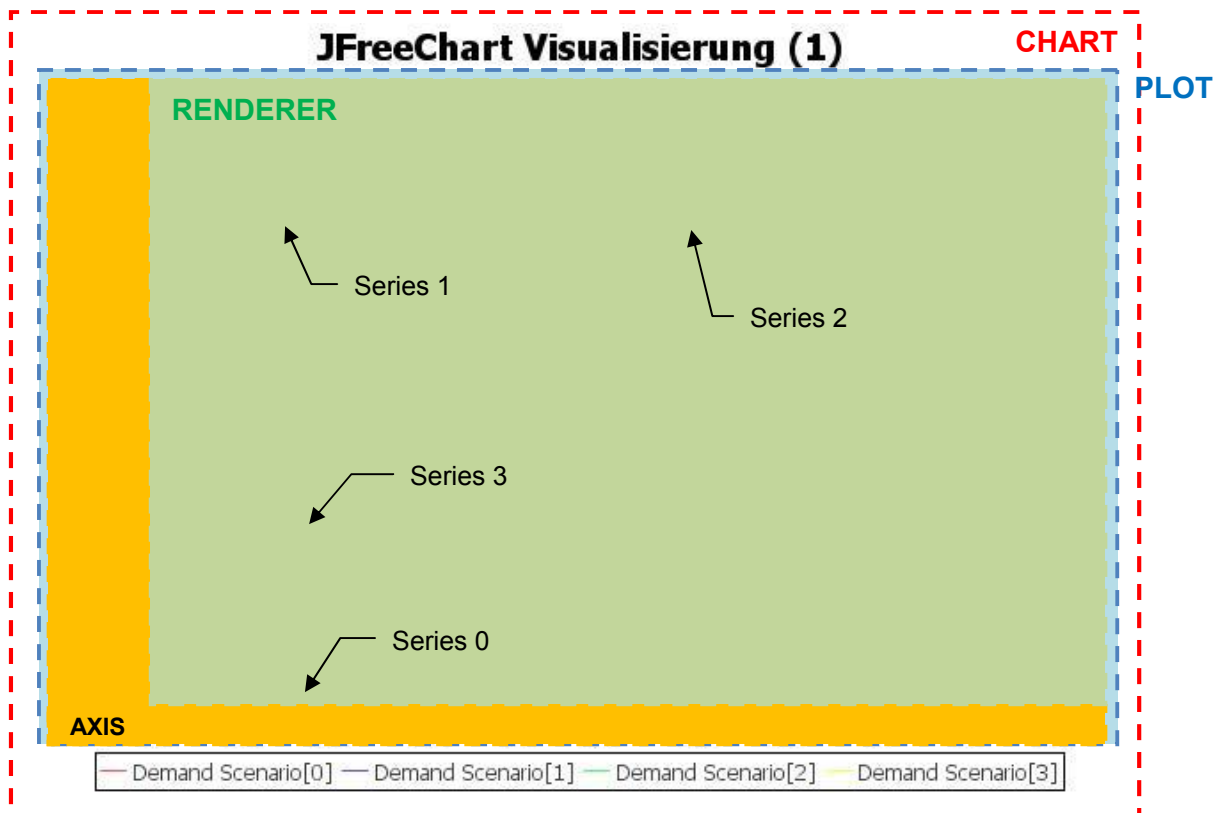 JFreeChart Visualisierung (1)
CHART
PLOT
RENDERER
Series 1
Series 2
Series 3
Series 0
AXIS
Demand Scenario[0] Demand Scenario[1] Demand Scenario[2] Demand Scenario[3]